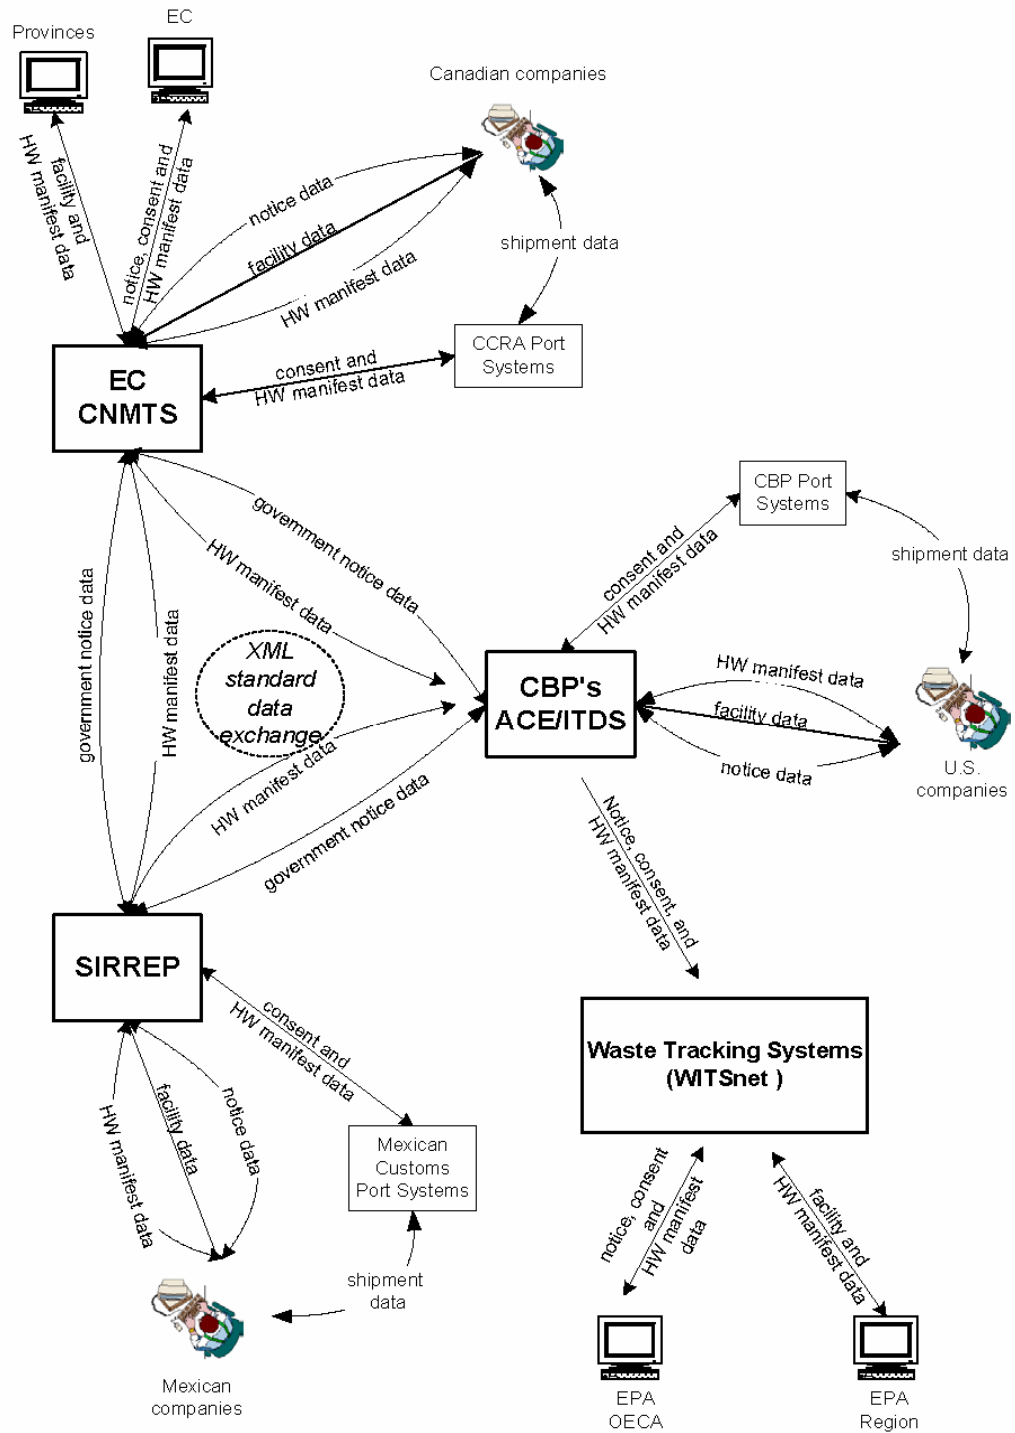 Provinces
EC
Canadian companies
facility and
HW manifest data
notice, consent and
HW manifest data
notice data
facility data
HW manifest data
shipment data
EC
CNMTS
consent and
HW manifest data
CCRA Port
Systems
government notice data
HW manifest data
government notice data
HW manifest data
XML
standard
data
exchange
HW manifest data
government notice data
CBP Port
Systems
consent and
HW manifest data
shipment data
CBP's
ACE/ITDS
HW manifest data
facility data
notice data
U.S.
companies
Notice, consent, and
HW manifest data
SIRREP
consent and
HW manifest data
HW manifest data
facility data
notice data
Mexican
Customs
Port Systems
shipment
data
Mexican
companies
Waste Tracking Systems
(WITSnet )
notice, consent
and
HW manifest
data
facility and
HW manifest data
EPA
OECA
EPA
Region